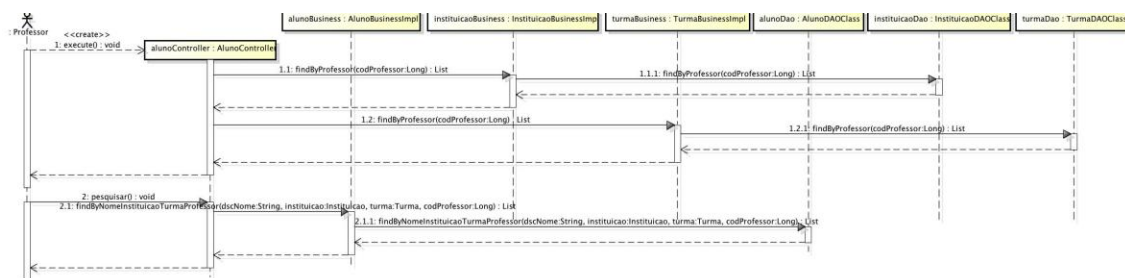 alunoBusiness : AlunoBusinessImpl
instituicaoBusiness : InstituicaoBusinessImpl
turmaBusiness : TurmaBusinessImpl
alunoDao : AlunoDAOClass
instituicaoDao : InstituicaoDAOClass
turmaDao : TurmaDAOClass
: Professor
<<create>>
1: execute() : void
alunoController : AlunoController
1.1: findByProfessor(codProfessor:Long) : List
1.1.1: findByProfessor(codProfessor:Long) : List
1.2: findByProfessor(codProfessor:Long) : List
1.2.1: findByProfessor(codProfessor:Long) : List
2: pesquisar() : void
2.1: findByNomeInstituicaoTurmaProfessor(dscNome:String, instituicao:Instituicao, turma:Turma, codProfessor:Long) : List
2.1.1: findByNomeInstituicaoTurmaProfessor(dscNome:String, instituicao:Instituicao, turma:Turma, codProfessor:Long) : List